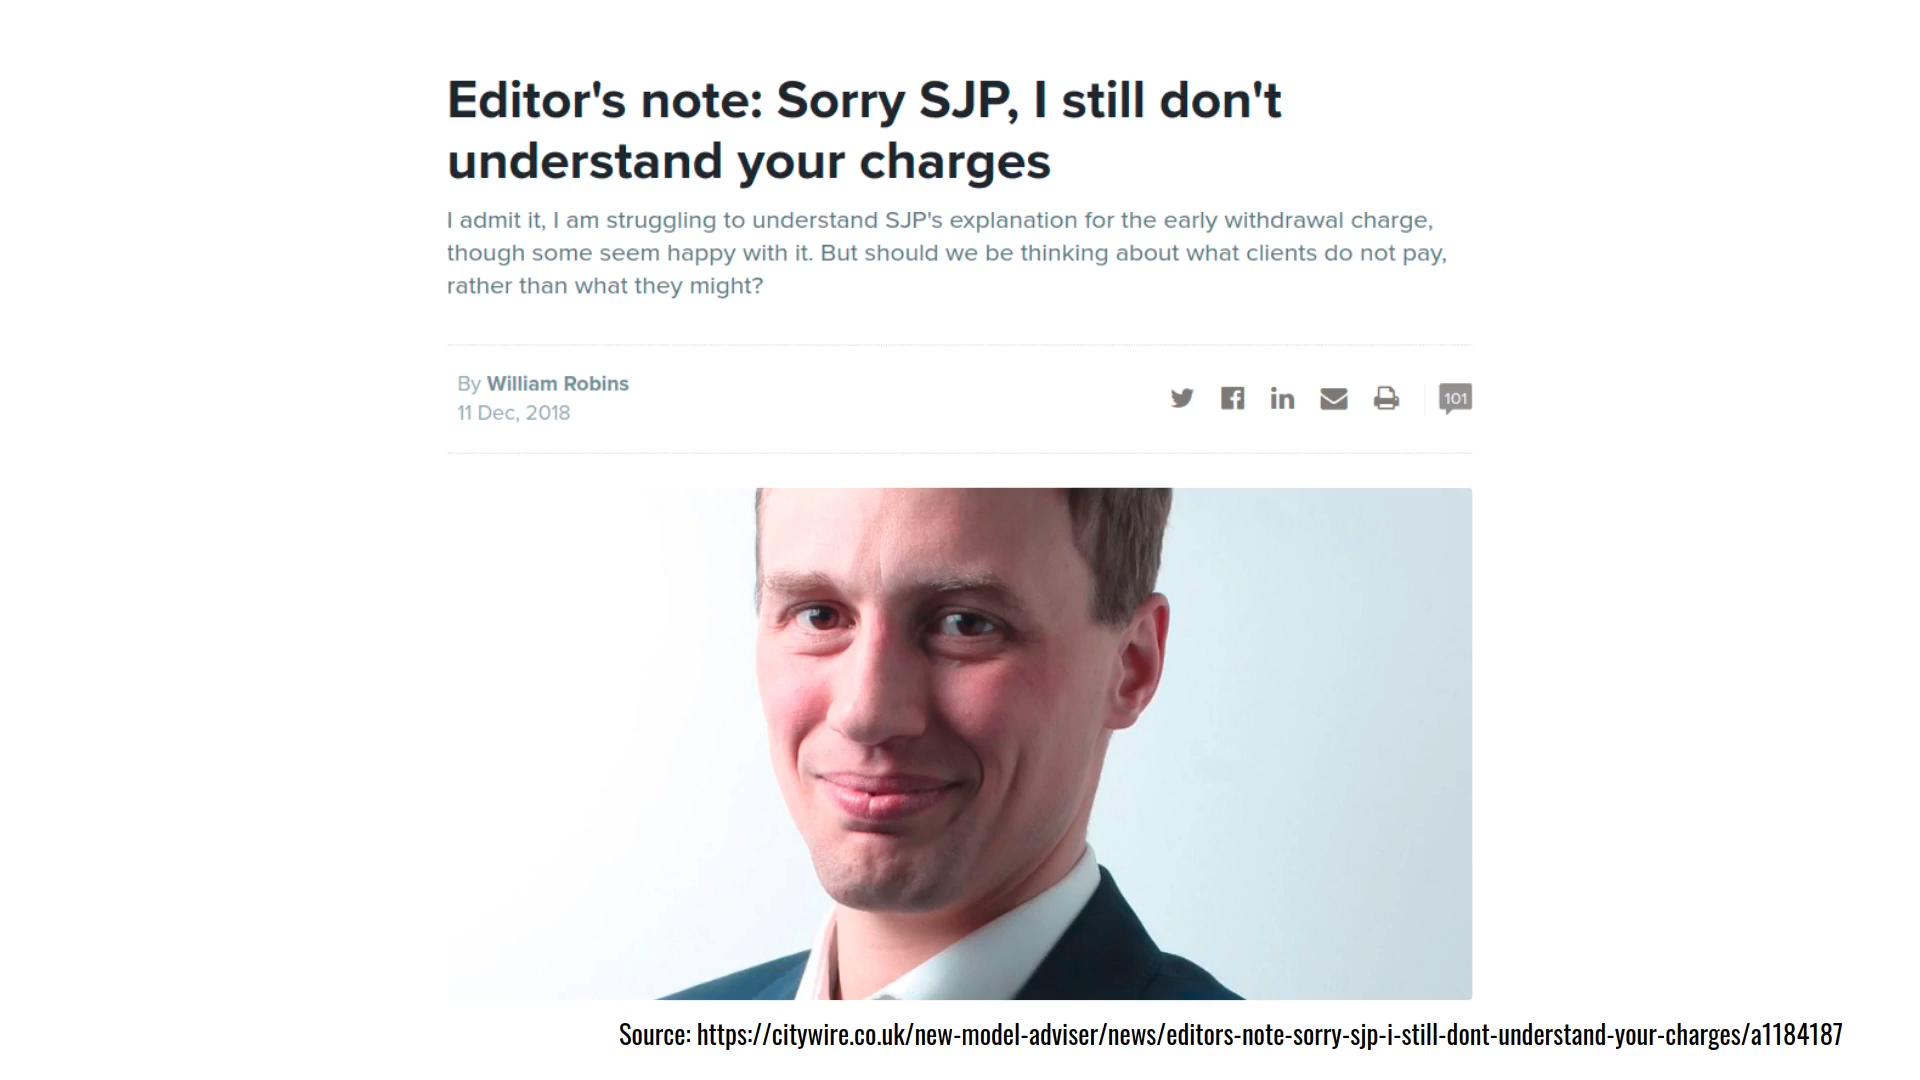 Editor's note: Sorry SJP, I still don't
understand your charges
I admit it, I am struggling to understand SJP's explanation for the early withdrawal charge,
though some seem happy with it. But should we be thinking about what clients do not pay,
rather than what they might?
By William Robins
11 Dec, 2018
101
Source: https://citywire.co.uk/new-model-adviser/news/editors-note-sorry-sjp-i-still-dont-understand-your-charges/a1184187